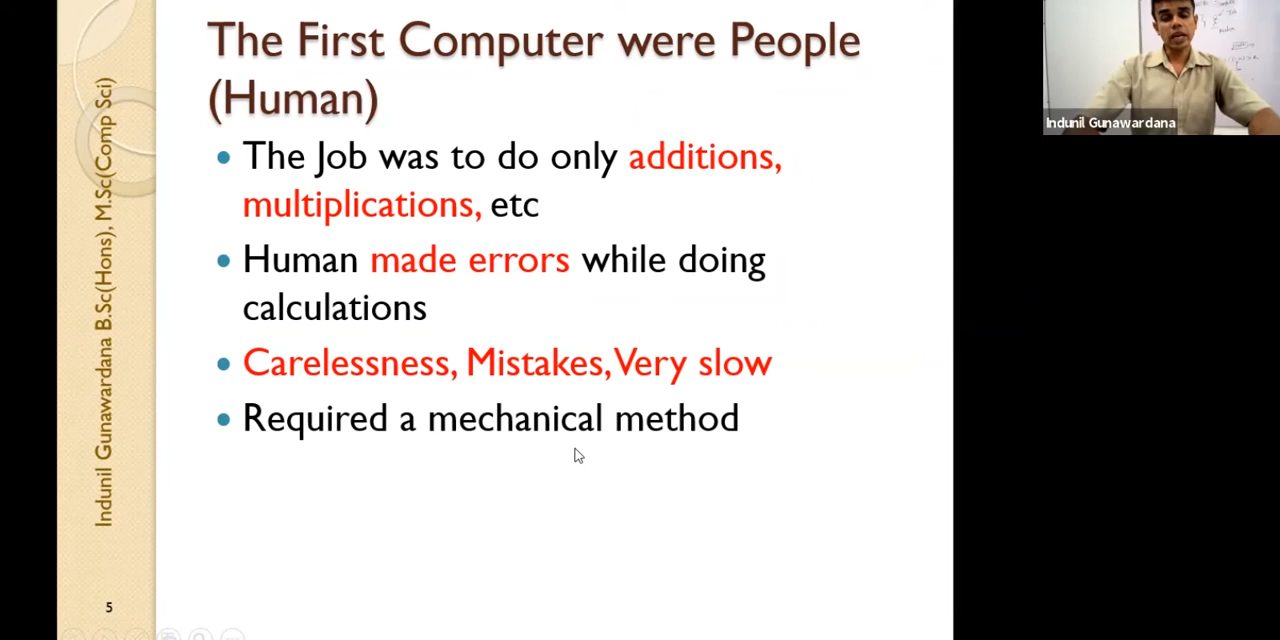 The First Computer were People
(Human)
• The Job was to do only additions,
multiplications, etc
• Human made errors while doing
calculations
• Carelessness, Mistakes, Very slow
• Required a mechanical method
Indunil Gunawardana B.Sc(Hons), M.Sc(Comp Sci)
5
Indunil Gunawardana